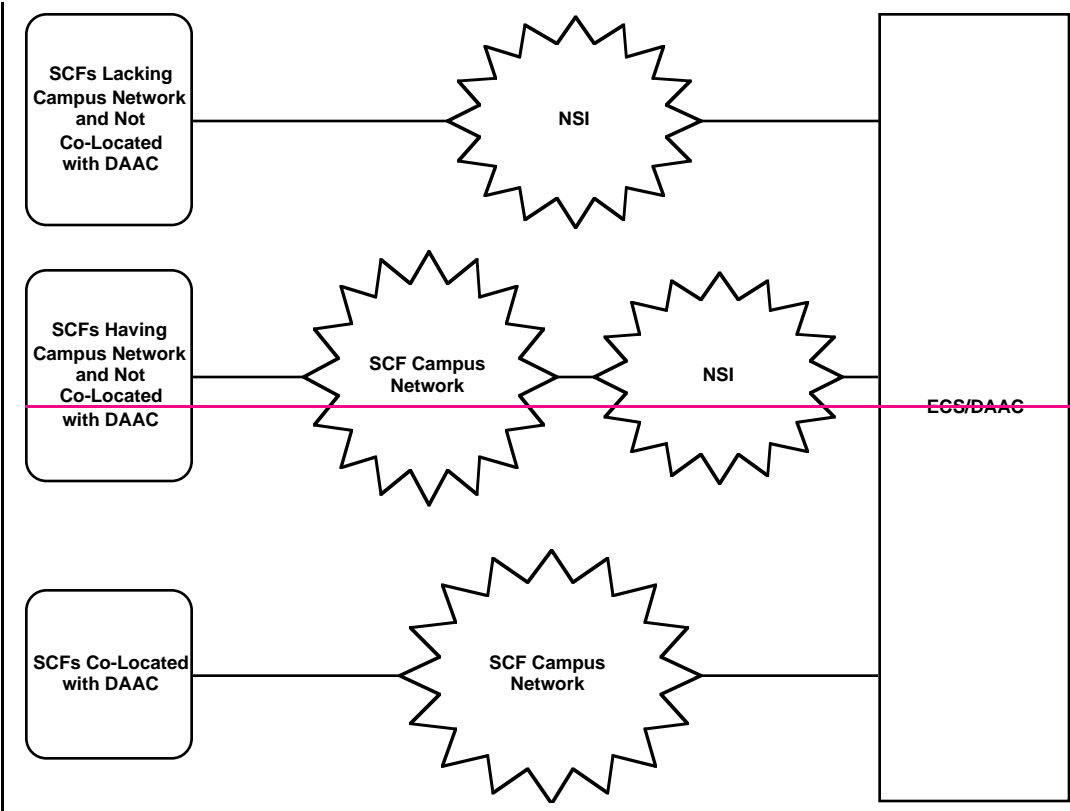 SCFs Lacking
Campus Network
and Not
Co-Located
with DAAC
NSI
SCFs Having
Campus Network
and Not
Co-Located
with DAAC
SCF Campus
Network
NSI
ECS/DAAC
SCFs Co-Located
with DAAC
SCF Campus
Network